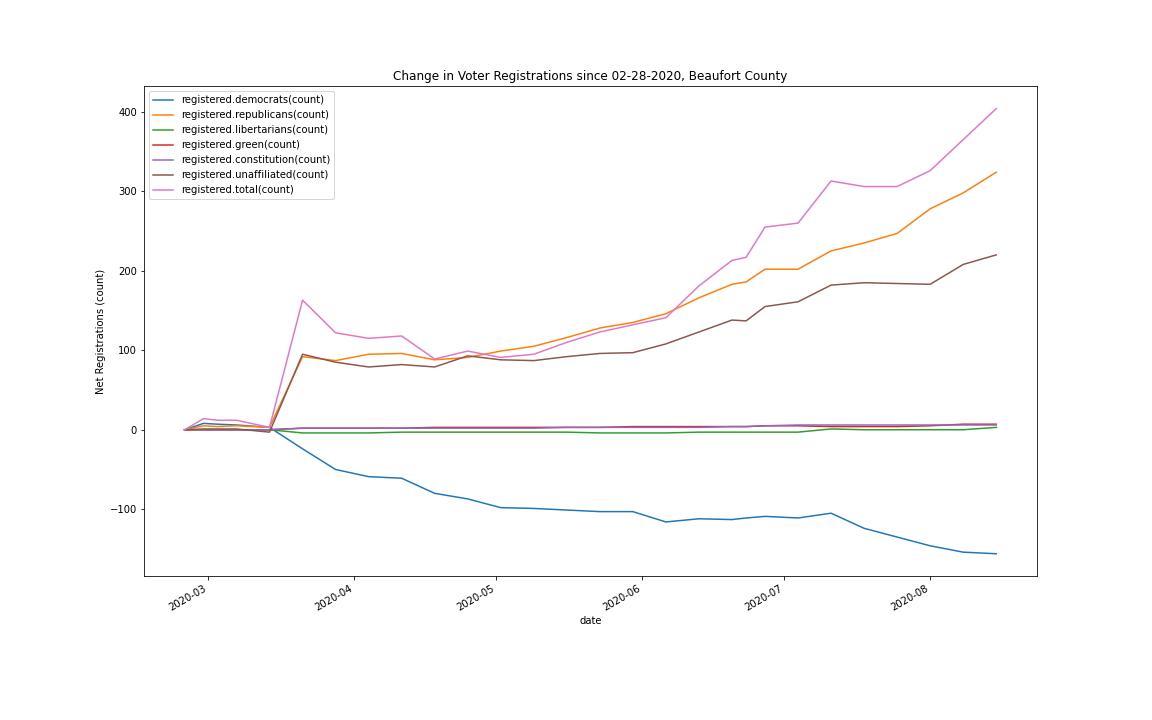 Change in Voter Registrations since 02-28-2020, Beaufort County
registered.democrats(count)
registered.republicans(count)
registered.libertarians(count)
registered.green(count)
registered.constitution(count)
registered.unaffiliated(count)
registered.total(count)
400
300
200
100
0
−100
Net Registrations (count)
2020-03
2020-04
2020-05
2020-06
2020-07
2020-08
date